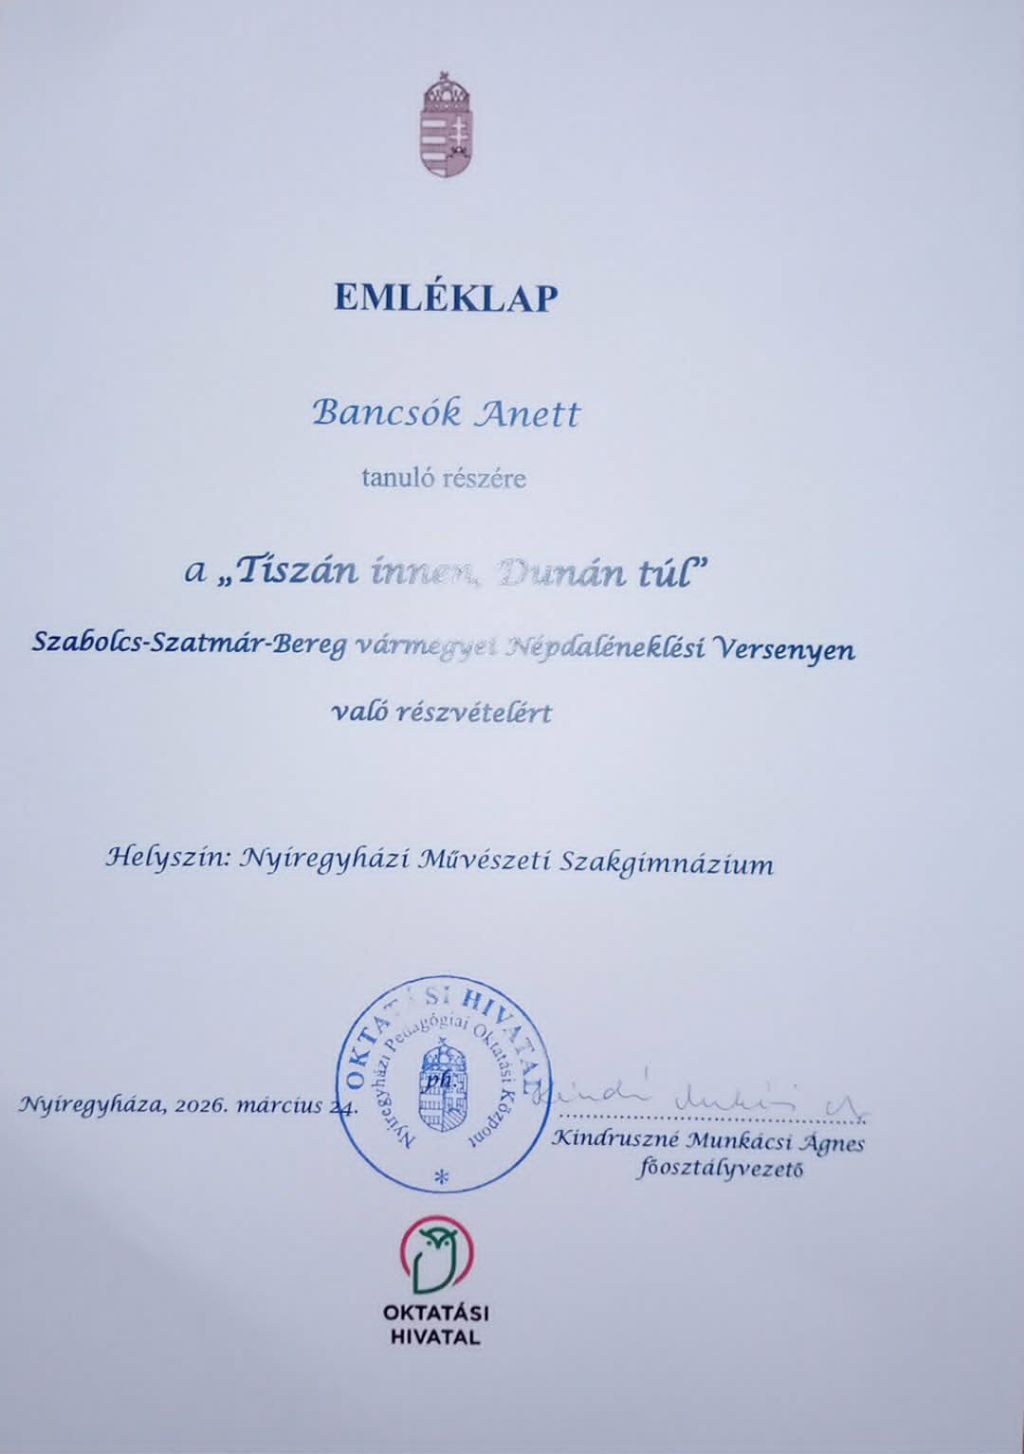 EMLÉKLAP
Bancsók Anett
tanuló részére
a „Tiszán innen, Dunán túl”
Szabolcs-Szatmár-Bereg vármegyei Népdaléneklési Versenyen
való részvételért
Helyszín: Nyíregyházi Művészeti Szakgimnázium
OKTATÁSI HIVATAL
Nyíregyházi Pedagógiai Oktatási Központ
ph.
*
Nyíregyháza, 2026. március 24.
Kindruszné Munkácsi Ágnes
főosztályvezető
OKTATÁSI
HIVATAL